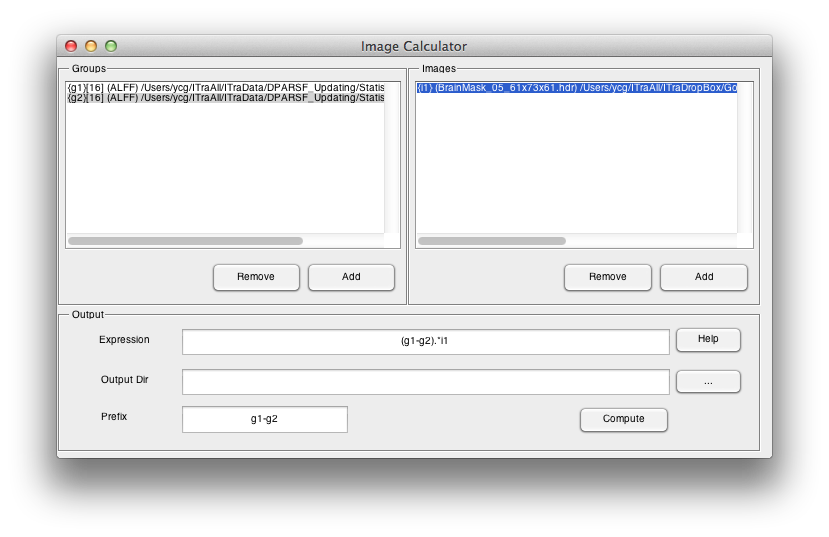 Image Calculator
Groups
{g1}[16] (ALFF) /Users/ycg/ITraAll/ITraData/DPARSF_Updating/Statis
{g2}[16] (ALFF) /Users/ycg/ITraAll/ITraData/DPARSF_Updating/Statis
Remove
Add
Images
{i1} (BrainMask_05_61x73x61.hdr) /Users/ycg/ITraAll/ITraDropBox/Go
Remove
Add
Output
Expression
(g1-g2).*i1
Help
Output Dir
...
Prefix
g1-g2
Compute